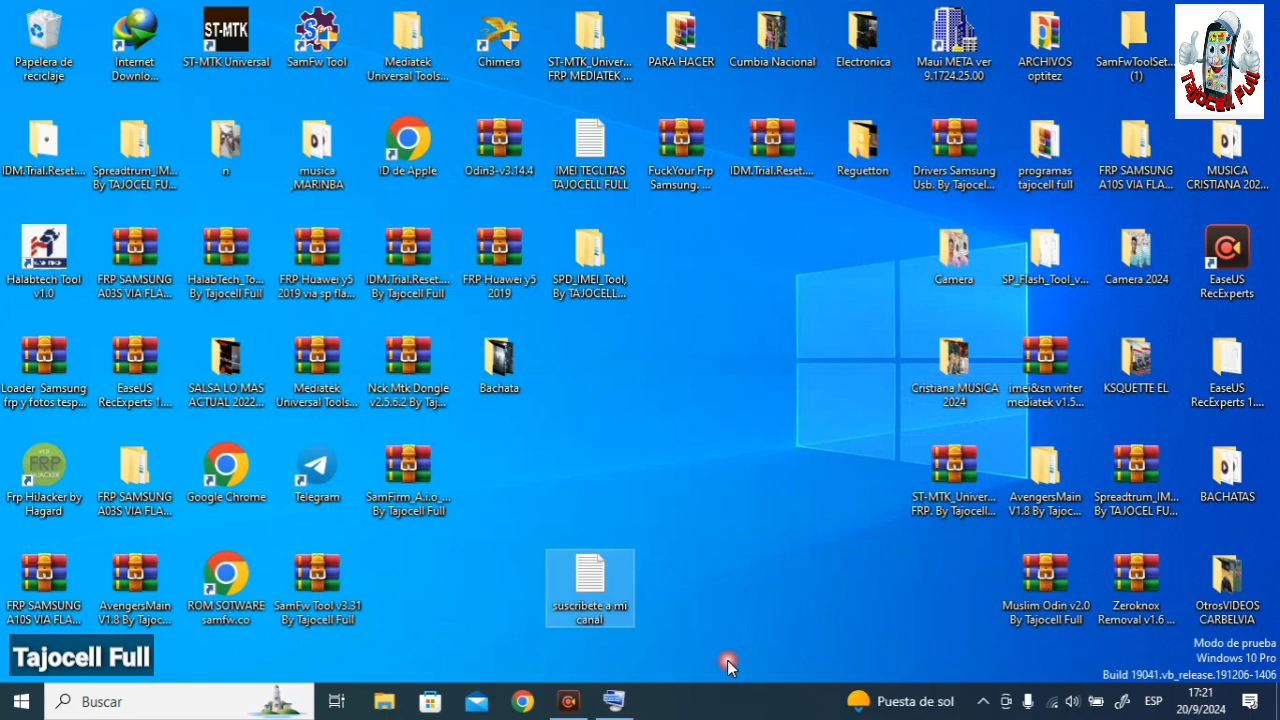 Papelera de
reciclaje
Internet
Downlo...
ST-MTK
ST-MTK Universal
SamFw Tool
Mediatek
Universal Tools...
Chimera
ST-MTK_Univer...
FRP MEDIATEK ...
PARA HACER
Cumbia Nacional
Electronica
Maui META ver
9.1724.25.00
ARCHIVOS
optitez
SamFwToolSet...
(1)
Tajocell Full
IDM.Trial.Reset....
Spreadtrum_IM...
By TAJOCEL FU...
n
musica
,MARINBA
ID de Apple
Odin3-v3.14.4
IMEI TECLITAS
TAJOCELL FULL
FuckYour Frp
Samsung. ...
IDM.Trial.Reset....
Reguetton
Drivers Samsung
Usb. By Tajocel...
programas
tajocell full
FRP SAMSUNG
A10S VIA FLA...
MUSICA
CRISTIANA 202...
Halabtech Tool
v1.0
FRP SAMSUNG
A03S VIA FLA...
HalabTech_To...
By Tajocell Full
FRP Huawei.y5
2019 via sp fla...
IDM.Trial.Reset....
By Tajocell Full
FRP Huawei.y5
2019
SPD_IMEI_Tool,
By TAJOCELL...
Camera
SP_Flash_Tool_v...
Camera 2024
EaseUS
RecExperts
Loader Samsung
frp y fotos tesp...
EaseUS
RecExperts 1....
SALSA LO MAS
ACTUAL 2022...
Mediatek
Universal Tools...
Nck Mtk Dongle
v2.5.6.2 By Taj...
Bachata
Cristiana MUSICA
2024
imei&sn writer
mediatek v1.5...
KSQUETTE EL
EaseUS
RecExperts 1....
FRP
Frp HiJacker by
Hagard
FRP SAMSUNG
A03S VIA FLA...
Google Chrome
Telegram
SamFirm_A.i.o_...
By Tajocell Full
ST-MTK_Univer...
FRP. By Tajocell...
AvengersMain
V1.8 By Tajoc...
Spreadtrum_IM...
By TAJOCEL FU...
BACHATAS
FRP SAMSUNG
A10S VIA FLA...
AvengersMain
V1.8 By Tajoc...
ROM SOTWARE
samfw.co
SamFw Tool v3.31
By Tajocell Full
suscribete a mi
canal
Muslim Odin v2.0
By Tajocell Full
Zeroknox
Removal v1.6 ...
OtrosVIDEOS
CARBELVIA
Tajocell Full
Modo de prueba
Windows 10 Pro
Build 19041.vb_release.191206-1406
Buscar
Puesta de sol
ESP
17:21
20/9/2024